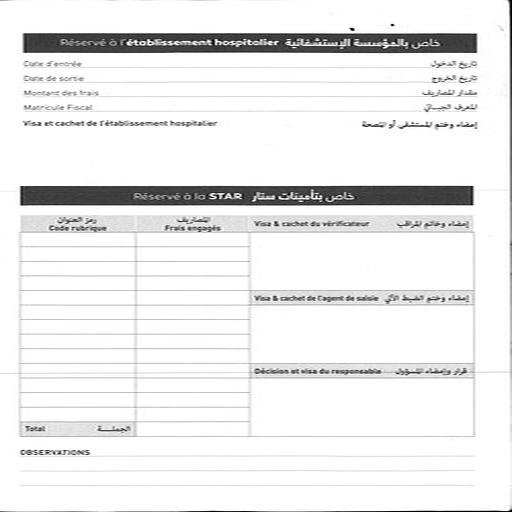 Réservé à l'établissement hospitalier خاص بالمؤسسة الإستشفائية
Date d'entrée تاريخ الدخول
Date de sortie تاريخ الخروج
Montant des frais مقدار المصاريف
Matricule Fiscal المعرف الجبــائي
Visa et cachet de l'établissement hospitalier إمضاء وختم المستشفى أو المصحة
Réservé à la STAR خاص بتأمينات ستار
رمز العنوان المصاريف
Code rubrique Frais engagés Visa & cachet du vérificateur إمضاء وخاتم المراقب
Visa & cachet de l'agent de saisie إمضاء وختم الضبط الآلي
Décision et visa du responsable قرار وإمضاء المسؤول
Total الجملــــة
OBSERVATIONS